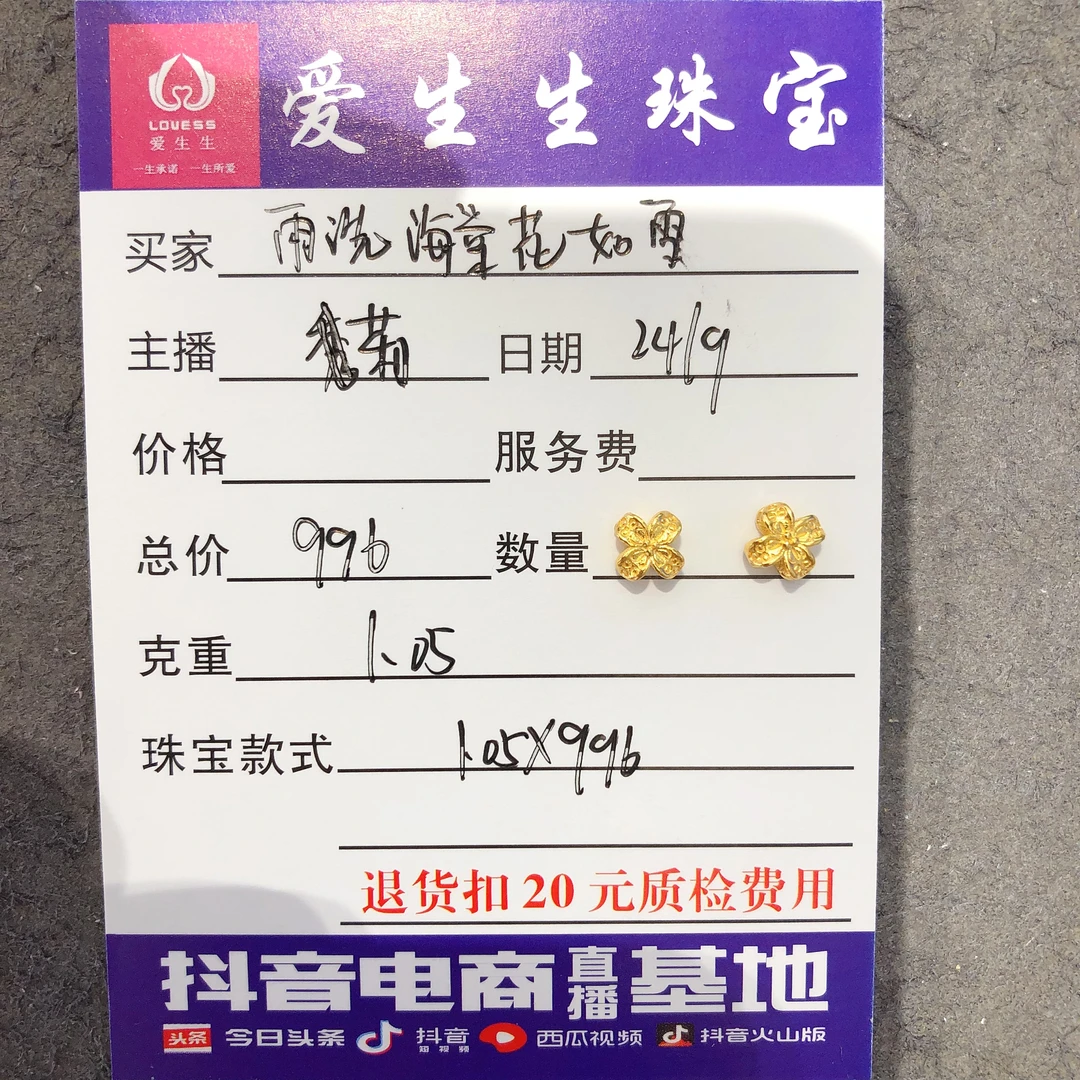 LOVESS
爱生生
一生承诺 一生所爱
爱生生珠宝
买家 雨洗海棠花如雪
主播 日期 24/9
价格 服务费
总价 996 数量
克重 1.05
珠宝款式 1.05X996
退货扣20元质检费用
抖音电商直播基地
头条 今日头条 抖音短视频 西瓜视频 抖音火山版